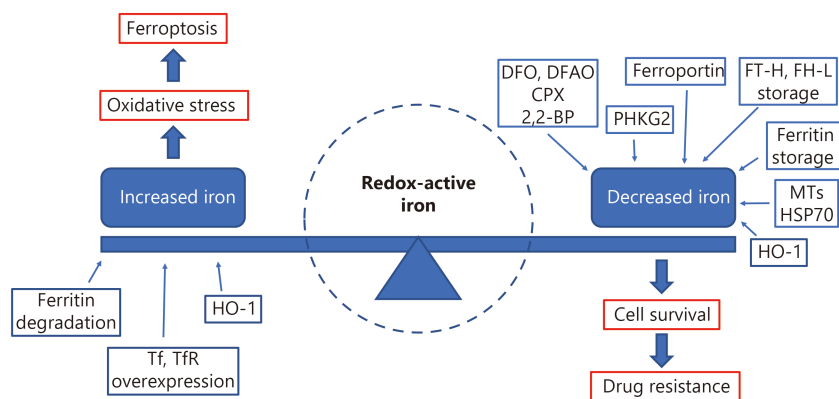 Ferroptosis
Oxidative stress
Increased iron
Ferritin
degradation
Tf, TfR
overexpression
HO-1
Redox-active
iron
DFO, DFAO
CPX
2,2-BP
PHKG2
Ferroportin
FT-H, FH-L
storage
Ferritin
storage
Decreased iron
MTs
HSP70
HO-1
Cell survival
Drug resistance